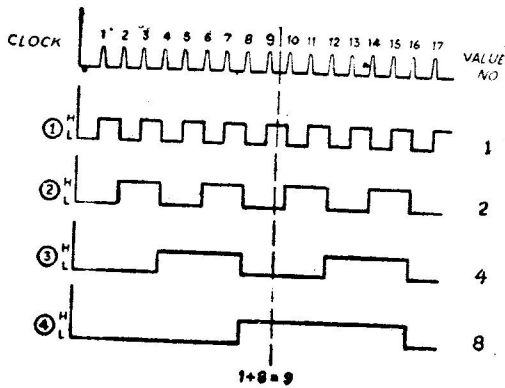 1 2 3 4 5 6 7 8 9 10 11 12 13 14 15 16 17
CLOCK
VALUE
NO
① H
L
1
② H
L
2
③ H
L
4
④ H
L
8
1+8=9